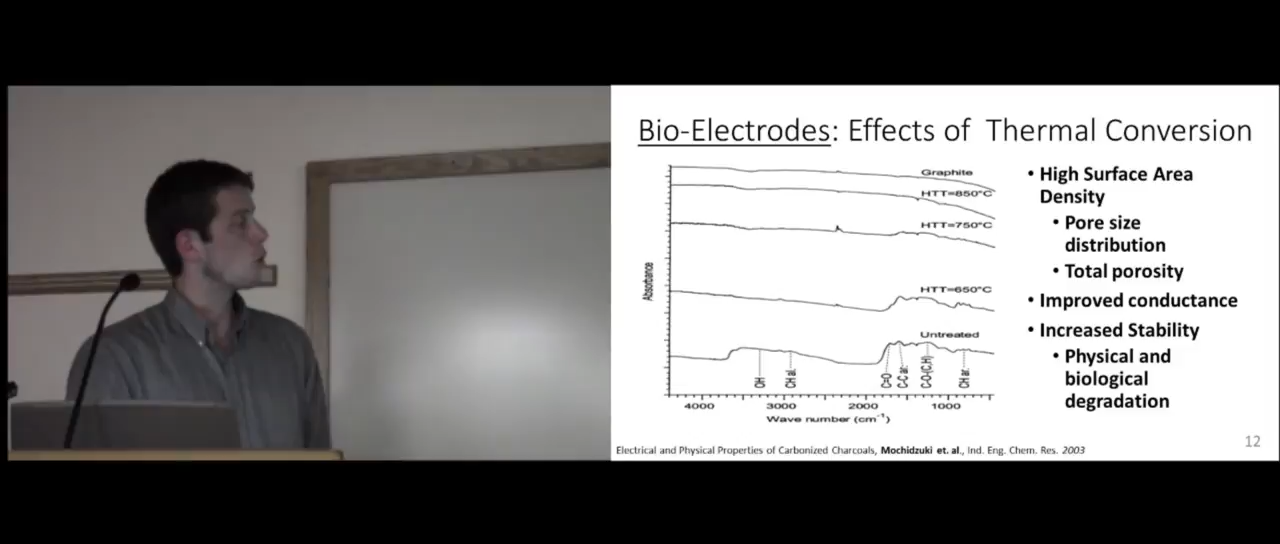 Bio-Electrodes: Effects of Thermal Conversion
Graphite
HTT=850°C
HTT=750°C
HTT=650°C
Untreated
Absorbance
OH
CH al.
C=O
C-C ar.
C-O-(C,H)
CH ar.
4000 3000 2000 1000
Wave number (cm⁻¹)
• High Surface Area
Density
• Pore size
distribution
• Total porosity
• Improved conductance
• Increased Stability
• Physical and
biological
degradation
Electrical and Physical Properties of Carbonized Charcoals, Mochidzuki et. al., Ind. Eng. Chem. Res. 2003
12